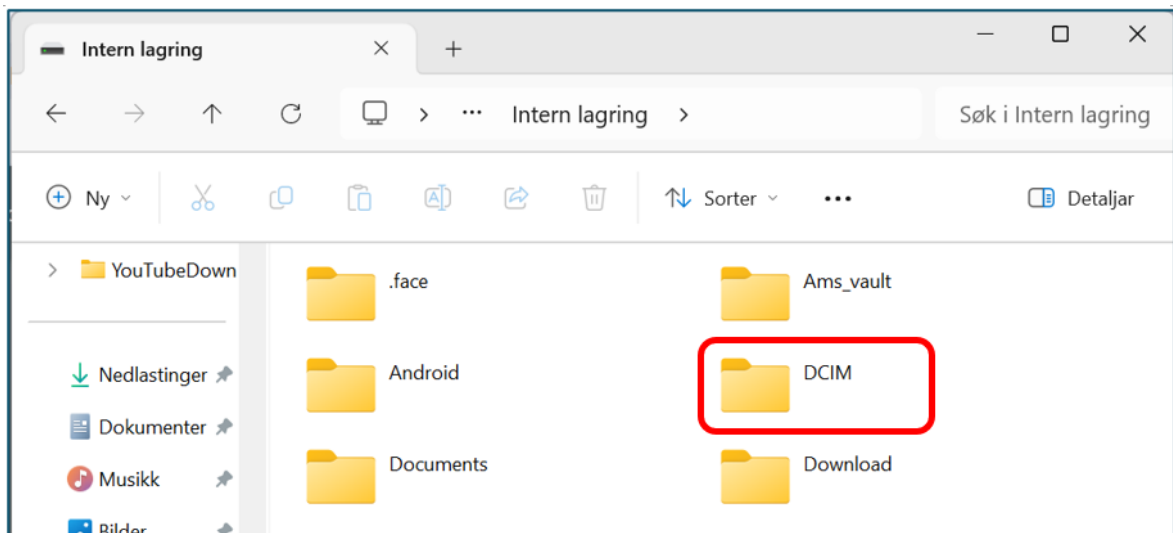 Intern lagring
Intern lagring
Søk i Intern lagring
Ny
Sorter
Detaljar
YouTubeDown
.face
Ams_vault
Nedlastinger
Android
DCIM
Dokumenter
Documents
Download
Musikk
Bilder